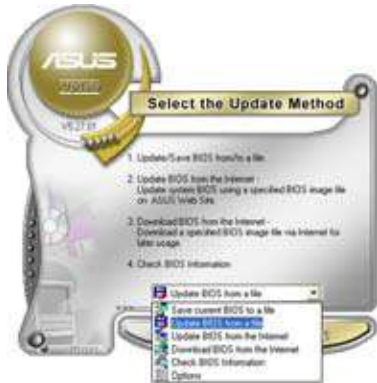 ASUS
Select the Update Method
1. Update/Save BIOS from/to a file.
2. Update BIOS from the Internet -
Update system BIOS using a specified BIOS image file
on ASUS Web Site.
3. Download BIOS from the Internet -
Download a specified BIOS image file via Internet for
later usage.
4. Check BIOS Information
Update BIOS from a file
Save current BIOS to a file
Update BIOS from a file
Update BIOS from the Internet
Download BIOS from the Internet
Check BIOS Information
Options